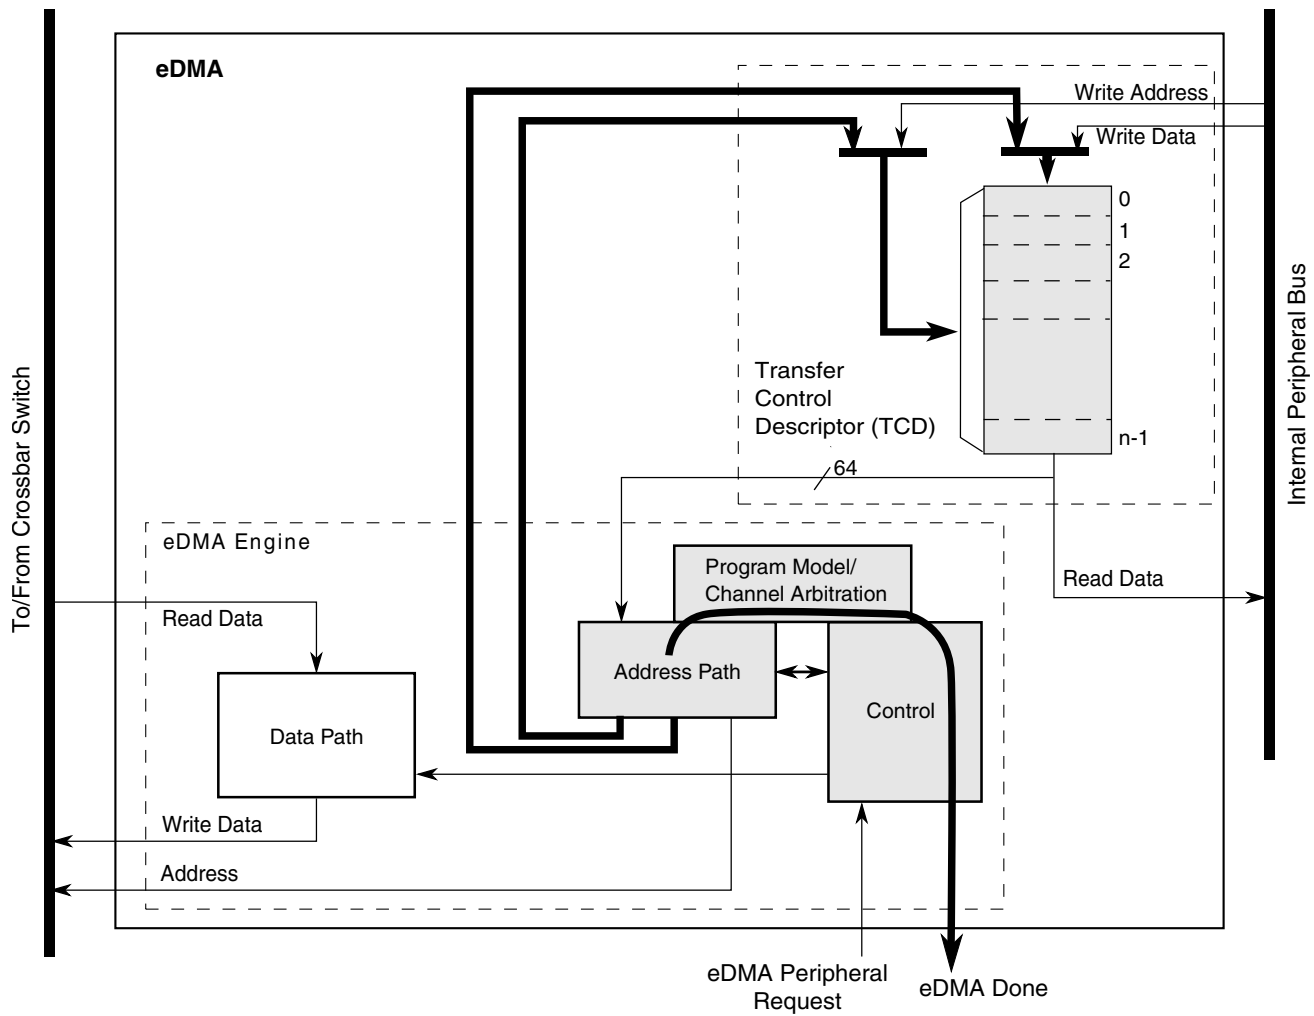 eDMA
Write Address
Write Data
0
1
2
n-1
Transfer
Control
Descriptor (TCD)
64
To/From Crossbar Switch
Internal Peripheral Bus
eDMA Engine
Program Model/
Channel Arbitration
Read Data
Read Data
Address Path
Control
Data Path
Write Data
Address
eDMA Peripheral
Request
eDMA Done